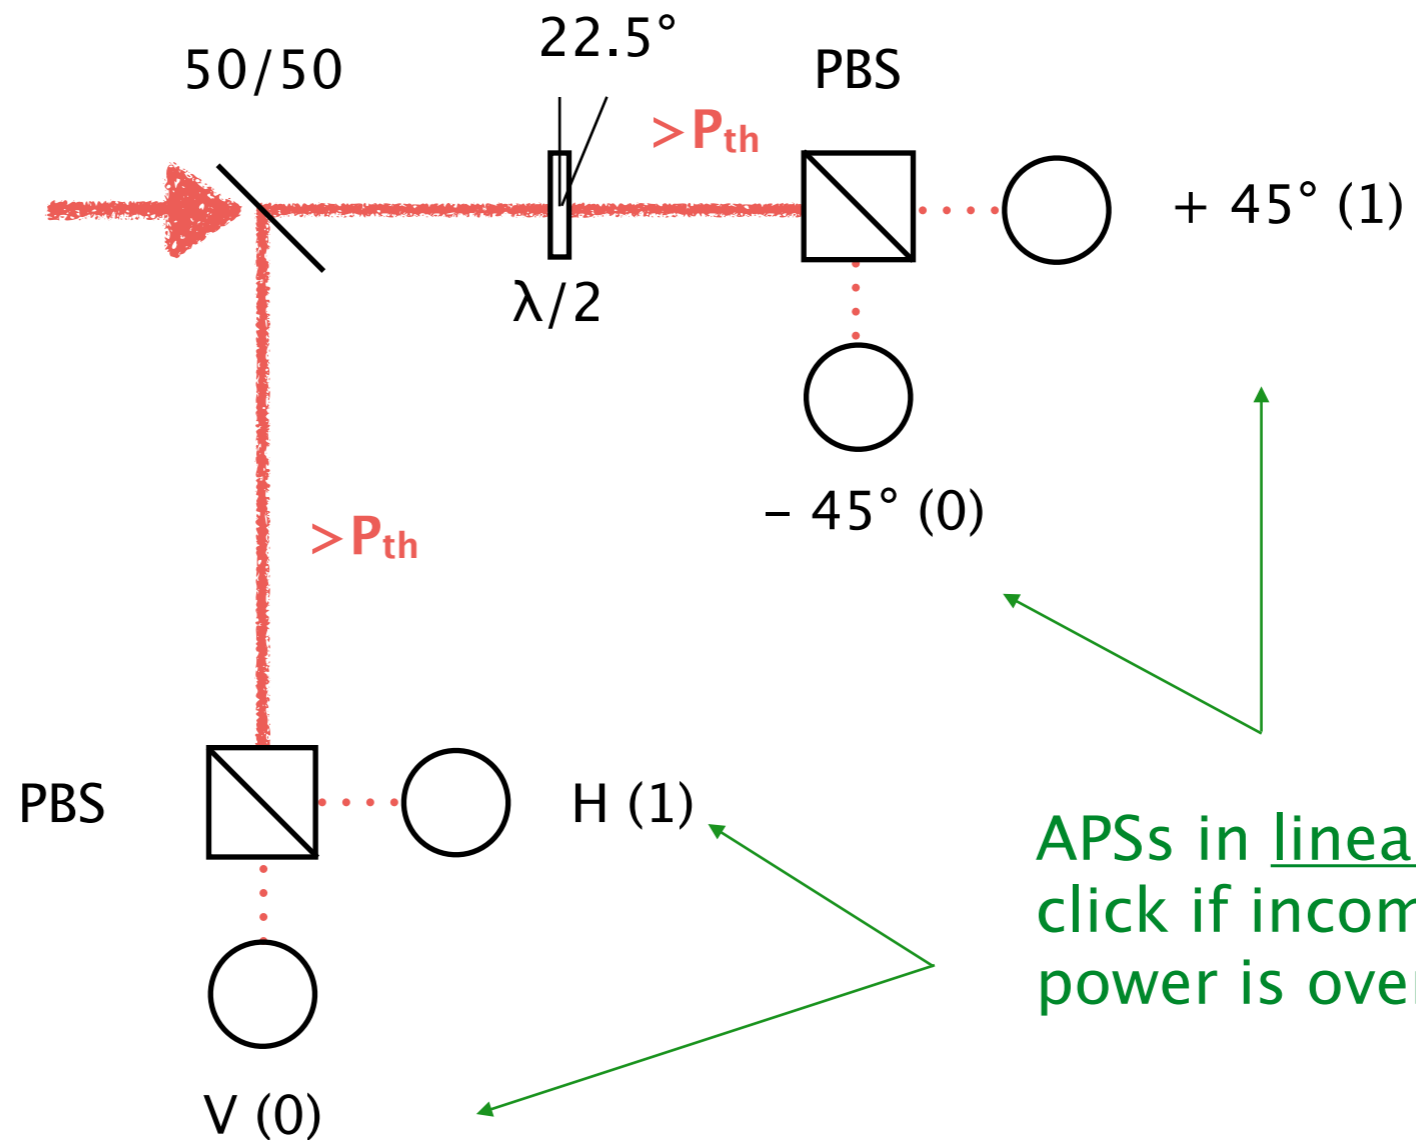 50/50
22.5°
PBS
>Pth
+ 45° (1)
λ/2
– 45° (0)
>Pth
PBS
H (1)
APSs in
click if
power is
V (0)